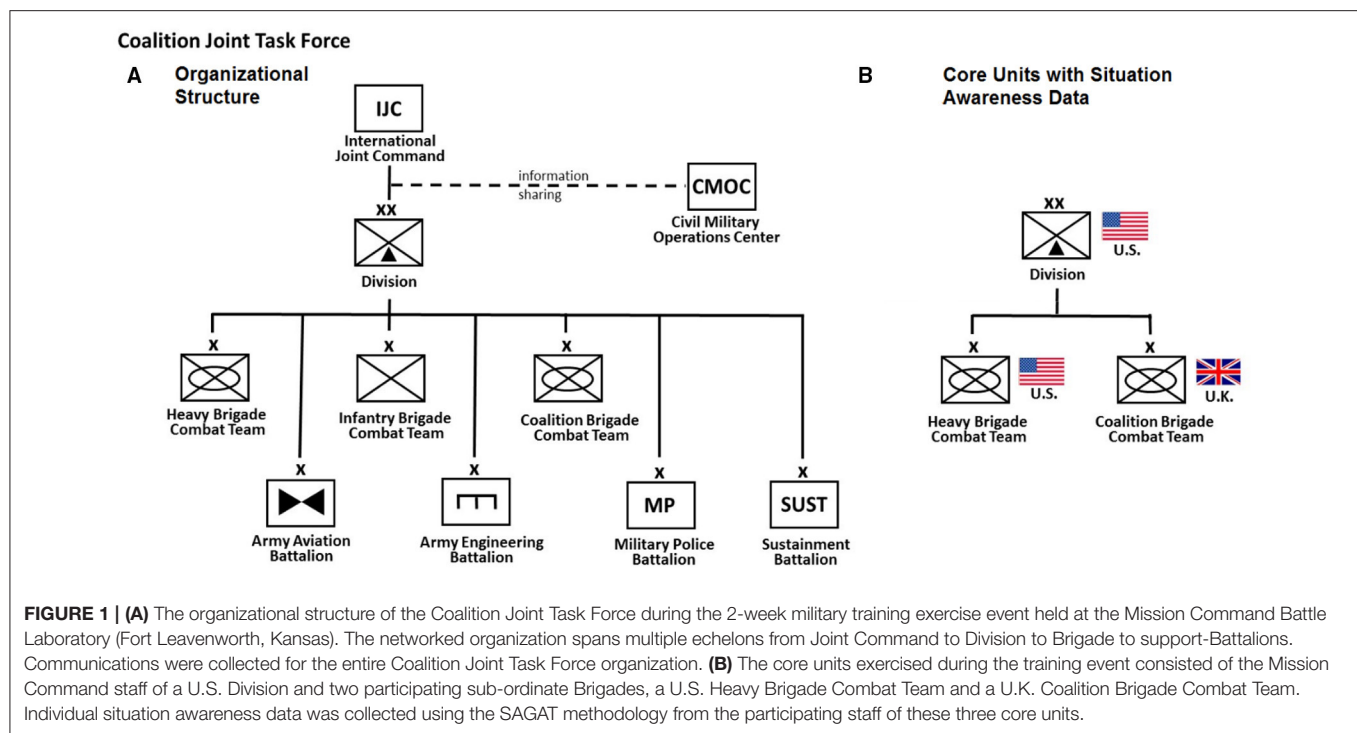 Coalition Joint Task Force
A Organizational
Structure
IJC
International
Joint Command
information
sharing
CMOC
Civil Military
Operations Center
XX
Division
X
Heavy Brigade
Combat Team
X
Infantry Brigade
Combat Team
X
Coalition Brigade
Combat Team
X
Army Aviation
Battalion
X
Army Engineering
Battalion
X
MP
Military Police
Battalion
X
SUST
Sustainment
Battalion
B Core Units with Situation
Awareness Data
XX
U.S.
Division
X
U.S.
Heavy Brigade
Combat Team
X
U.K.
Coalition Brigade
Combat Team
FIGURE 1 | (A) The organizational structure of the Coalition Joint Task Force during the 2-week military training exercise event held at the Mission Command Battle
Laboratory (Fort Leavenworth, Kansas). The networked organization spans multiple echelons from Joint Command to Division to Brigade to support-Battalions.
Communications were collected for the entire Coalition Joint Task Force organization. (B) The core units exercised during the training event consisted of the Mission
Command staff of a U.S. Division and two participating sub-ordinate Brigades, a U.S. Heavy Brigade Combat Team and a U.K. Coalition Brigade Combat Team.
Individual situation awareness data was collected using the SAGAT methodology from the participating staff of these three core units.